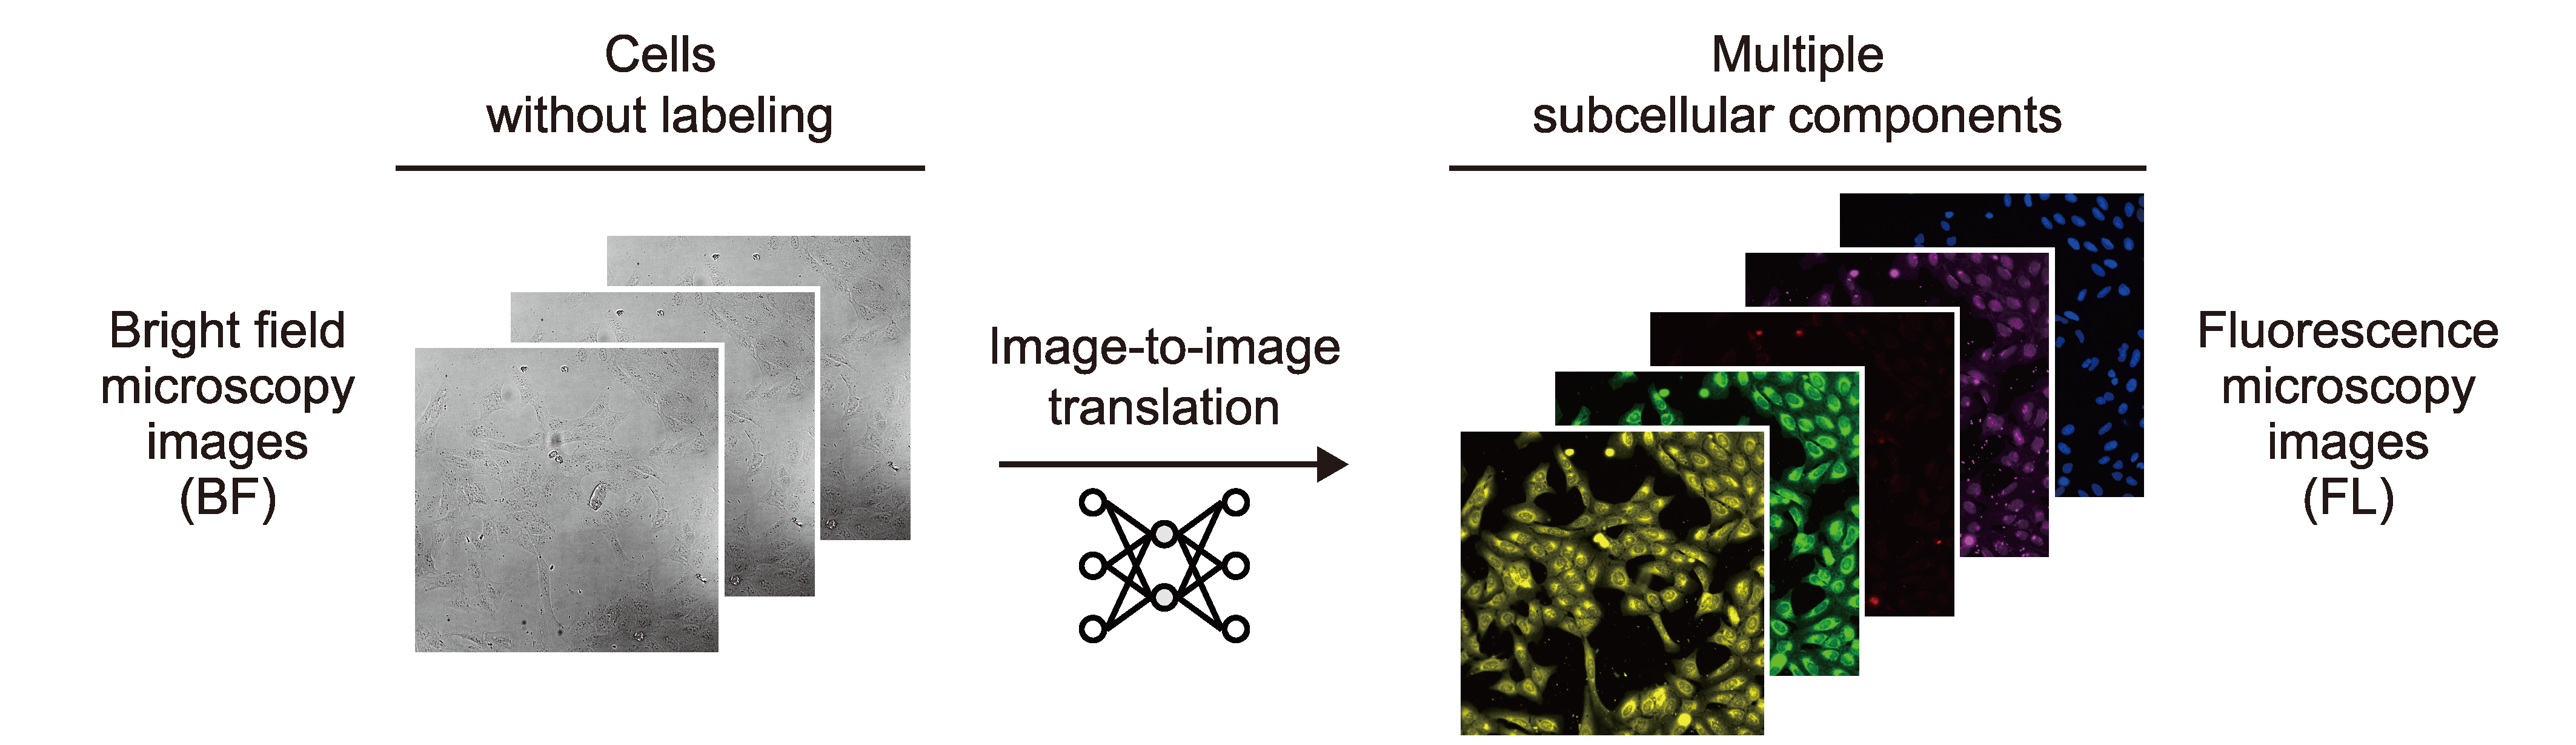 Cells
without labeling
Multiple
subcellular components
Bright field
microscopy
images
(BF)
Image-to-image
translation
Fluorescence
microscopy
images
(FL)